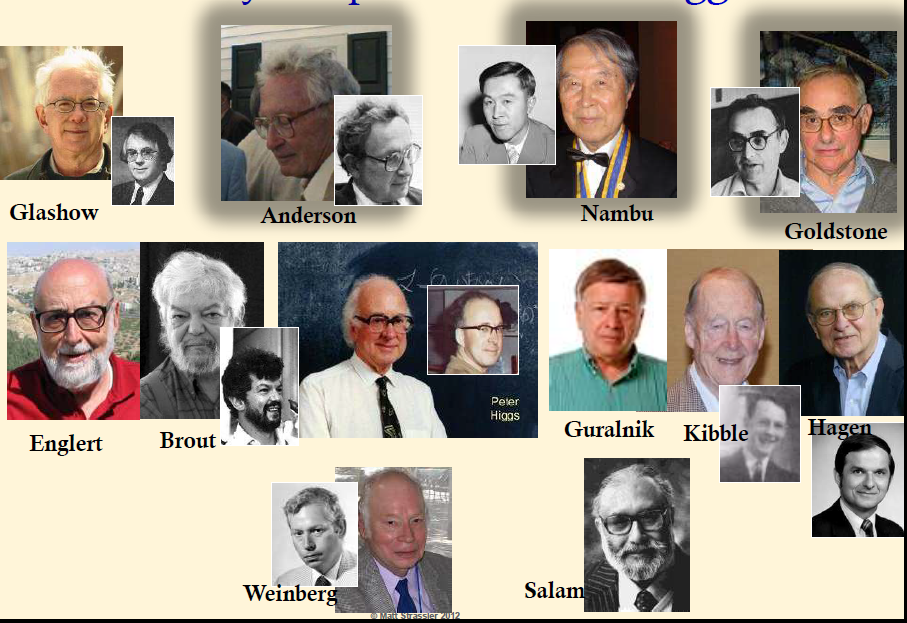 Glashow
Anderson
Nambu
Goldstone
Englert
Brout
Peter
Higgs
Guralnik
Kibble
Hagen
Weinberg
Salam
© Matt Strassler 2012